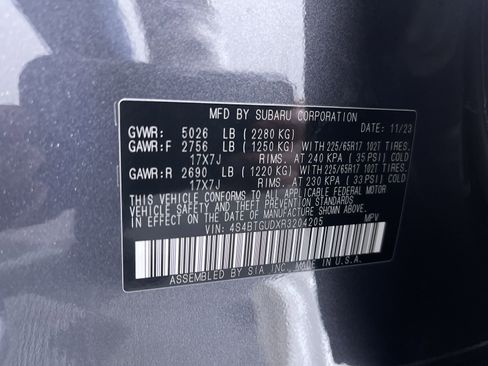 MFD BY SUBARU CORPORATION
GVWR: 5026 LB ( 2280 KG) DATE: 11/23
GAWR:F 2756 LB ( 1250 KG) WITH 225/65R17 102T TIRES.
17X7J RIMS. AT 240 KPA ( 35 PSI) COLD
GAWR:R 2690 LB ( 1220 KG) WITH 225/65R17 102T TIRES.
17X7J RIMS. AT 230 KPA ( 33 PSI) COLD
THIS VEHICLE CONFORMS TO ALL APPLICABLE FEDERAL MOTOR
VEHICLE SAFETY, BUMPER, AND THEFT PREVENTION STANDARDS
IN EFFECT ON THE DATE OF MANUFACTURE SHOWN ABOVE.
VIN: 4S4BTGUDXR3204205 MPV
ASSEMBLED BY SIA INC., MADE IN U.S.A.